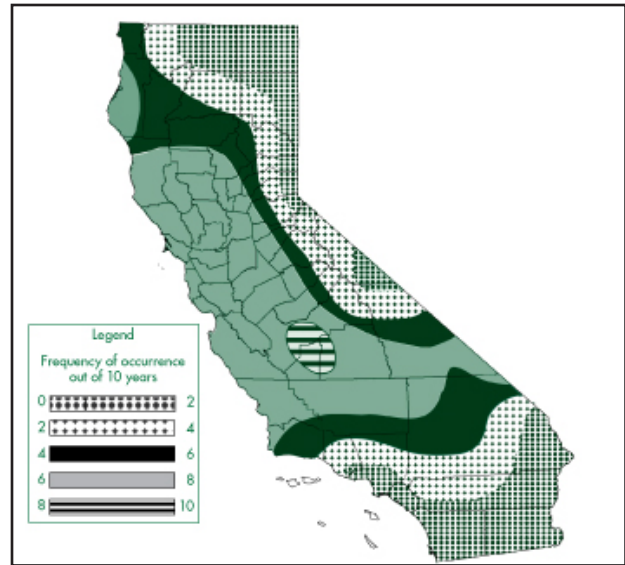 Legend
Frequency of occurrence
out of 10 years
0 2
2 4
4 6
6 8
8 10